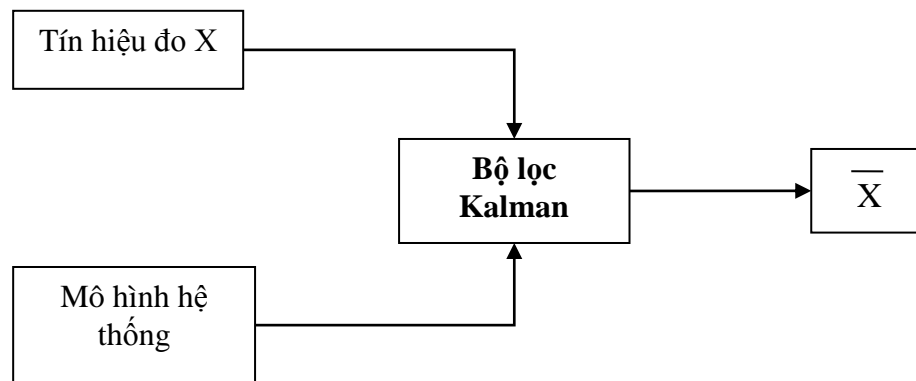 Tín hiệu đo X
Bộ lọc
Kalman
X̅
Mô hình hệ
thống